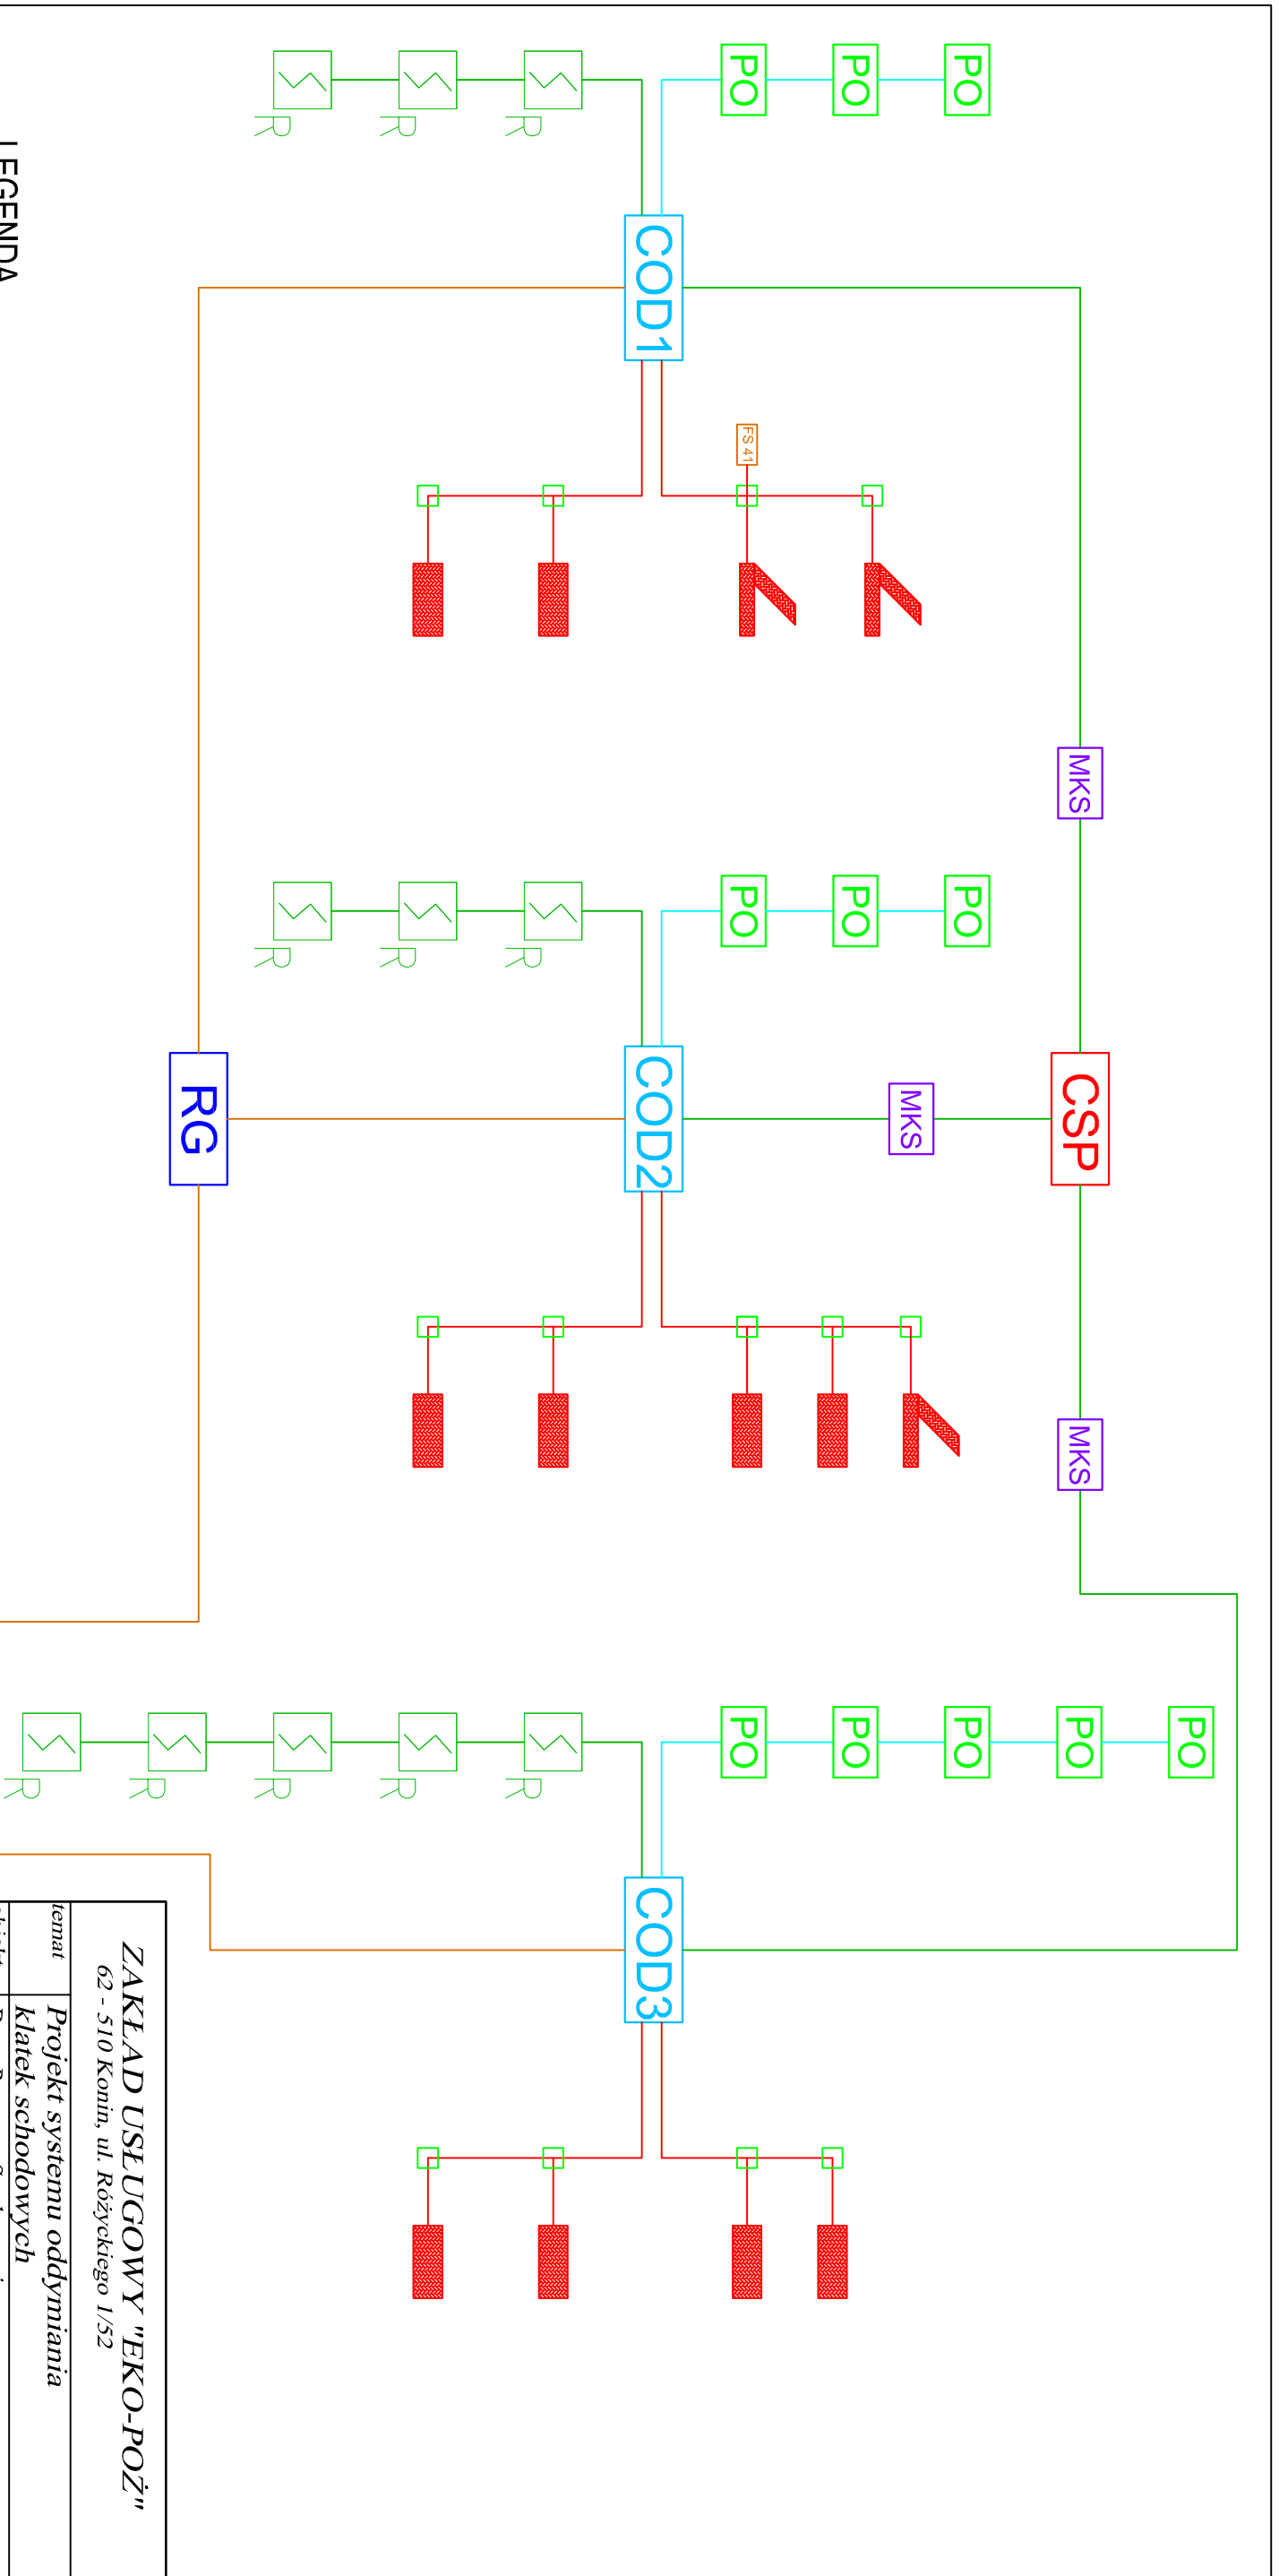 PO
PO
PO
R
R
R
COD1
FS 41
MKS
PO
PO
PO
R
R
R
COD2
MKS
CSP
RG
MKS
PO
PO
PO
PO
PO
R
R
R
R
R
COD3
LEGENDA
ZAKŁAD USŁUGOWY "EKO-POŻ"
62 - 510 Konin, ul. Różyckiego 1/52
temat
Projekt systemu oddymiania
klatek schodowych